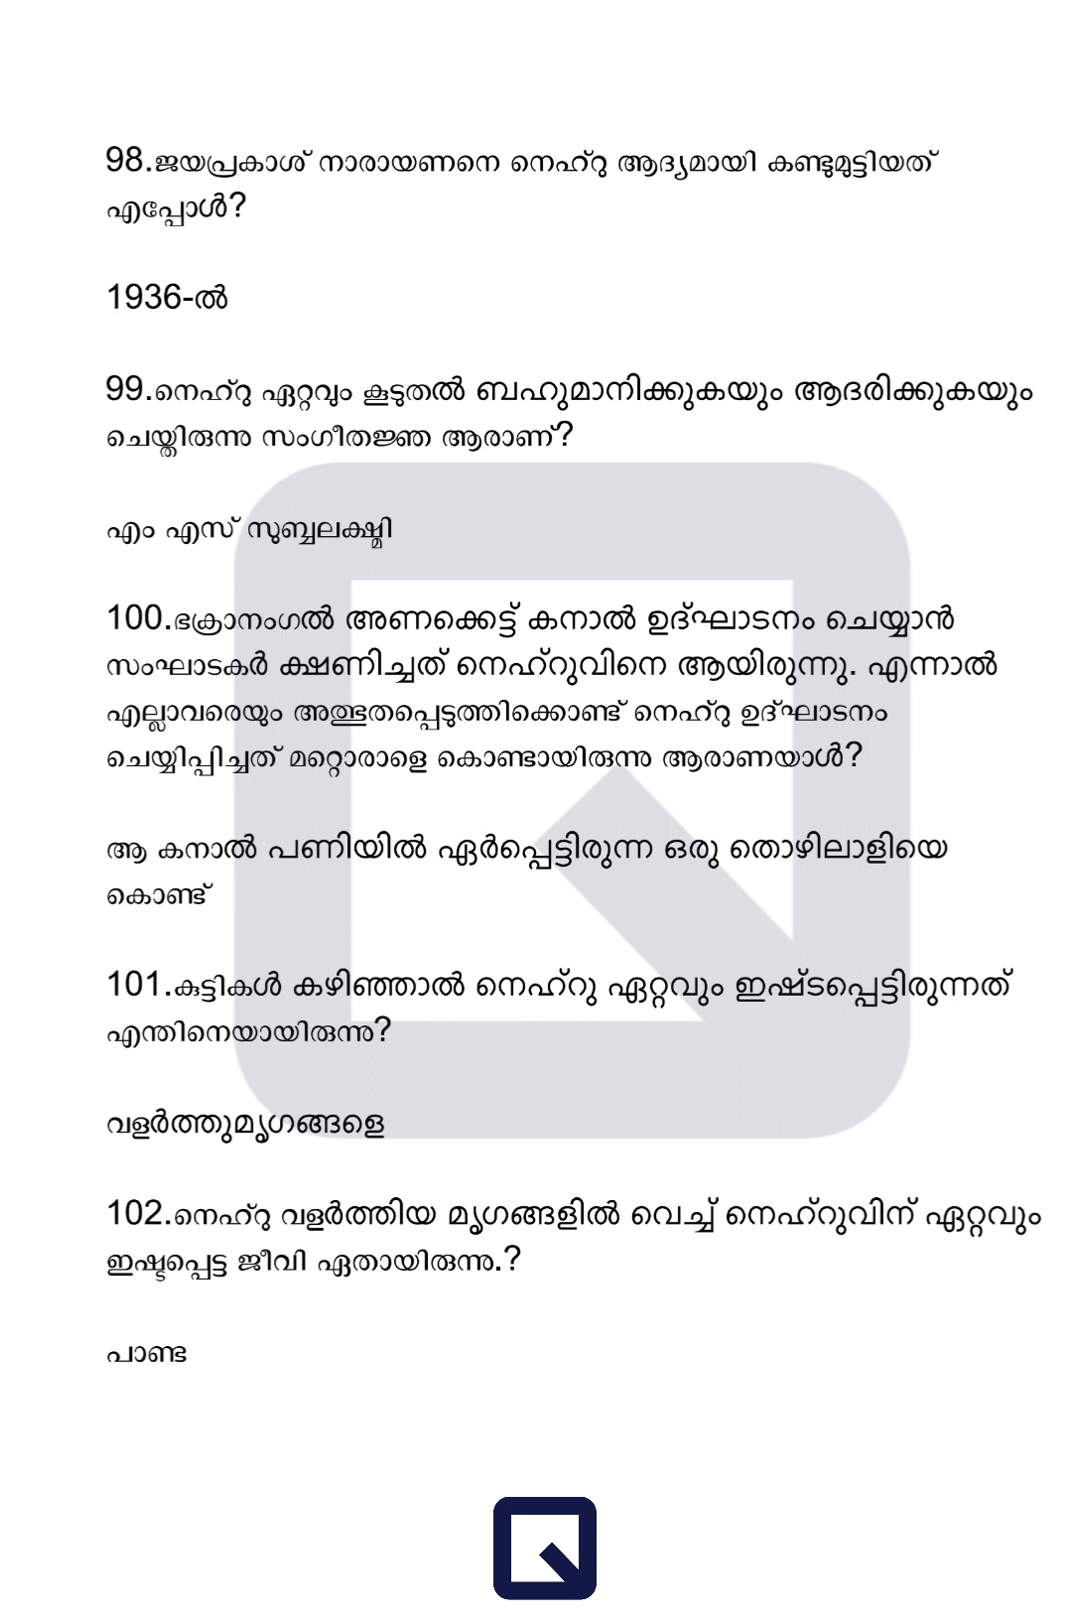 98.ജയപ്രകാശ് നാരായണനെ നെഹ്റു ആദ്യമായി കണ്ടുമുട്ടിയത്
എപ്പോൾ?
1936-ൽ
99.നെഹ്റു ഏറ്റവും കൂടുതൽ ബഹുമാനിക്കുകയും ആദരിക്കുകയും
ചെയ്തിരുന്നു സംഗീതജ്ഞ ആരാണ്?
എം എസ് സുബ്ബലക്ഷ്മി
100.ഭക്രാനംഗൽ അണക്കെട്ട് കനാൽ ഉദ്ഘാടനം ചെയ്യാൻ
സംഘാടകർ ക്ഷണിച്ചത് നെഹ്റുവിനെ ആയിരുന്നു. എന്നാൽ
എല്ലാവരെയും അത്ഭുതപ്പെടുത്തിക്കൊണ്ട് നെഹ്റു ഉദ്ഘാടനം
ചെയ്യിപ്പിച്ചത് മറ്റൊരാളെ കൊണ്ടായിരുന്നു ആരാണയാൾ?
ആ കനാൽ പണിയിൽ ഏർപ്പെട്ടിരുന്ന ഒരു തൊഴിലാളിയെ
കൊണ്ട്
101.കുട്ടികൾ കഴിഞ്ഞാൽ നെഹ്റു ഏറ്റവും ഇഷ്ടപ്പെട്ടിരുന്നത്
എന്തിനെയായിരുന്നു?
വളർത്തുമൃഗങ്ങളെ
102.നെഹ്റു വളർത്തിയ മൃഗങ്ങളിൽ വെച്ച് നെഹ്റുവിന് ഏറ്റവും
ഇഷ്ടപ്പെട്ട ജീവി ഏതായിരുന്നു.?
പാണ്ട